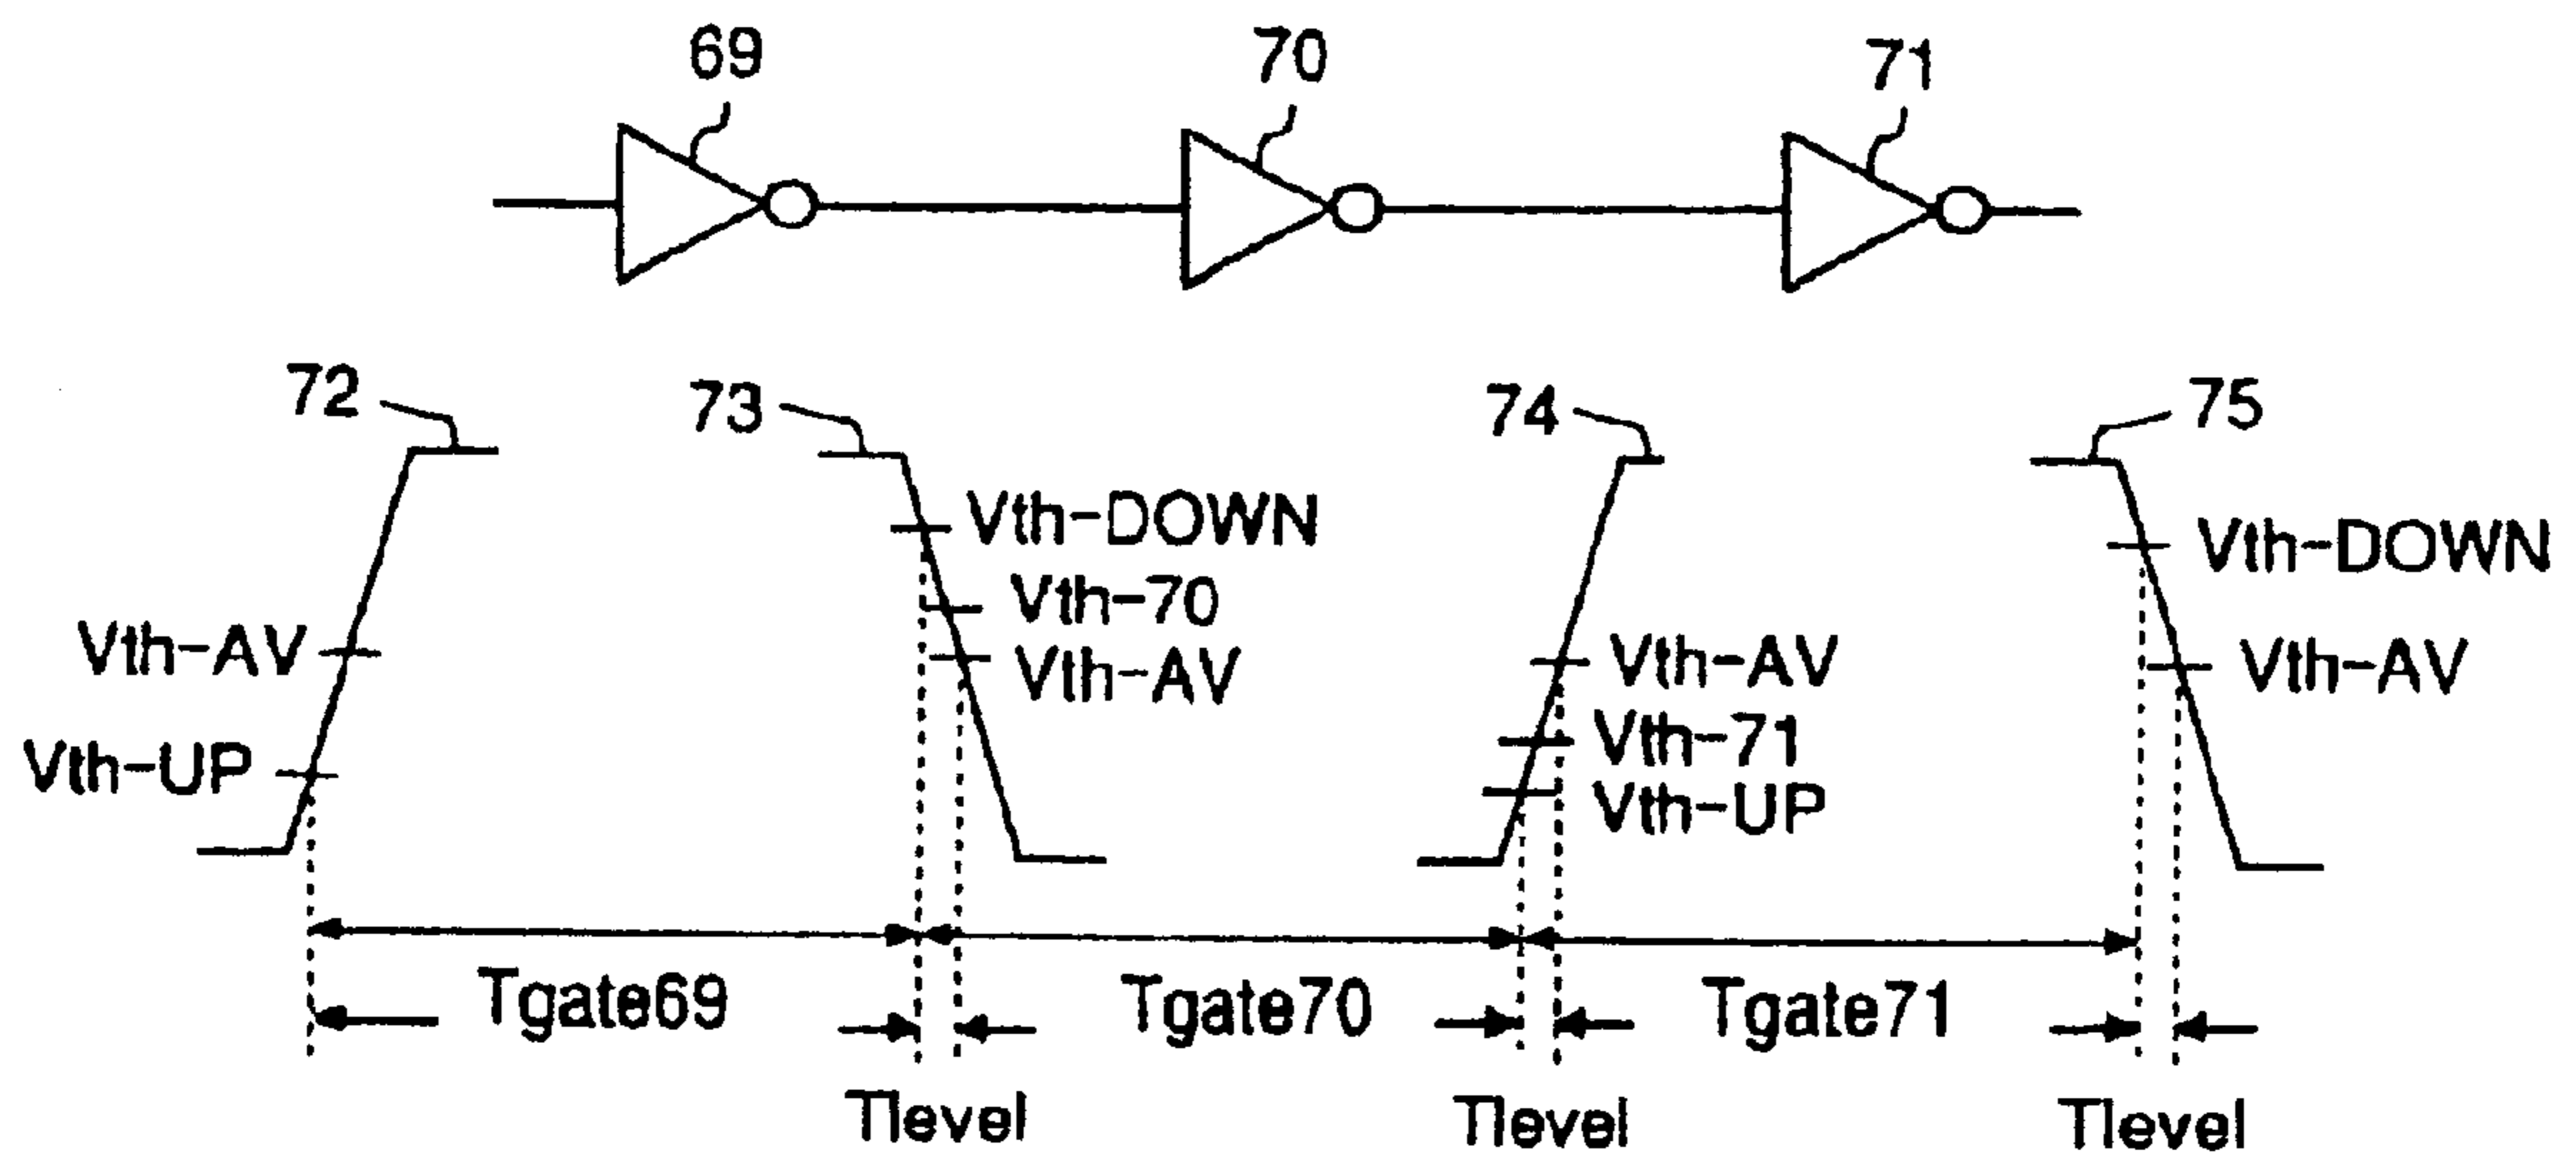 69
70
71
72
73
74
75
Vth-DOWN
Vth-DOWN
Vth-70
Vth-AV
Vth-AV
Vth-AV
Vth-AV
Vth-71
Vth-UP
Vth-UP
Tgate69
Tgate70
Tgate71
Tlevel
Tlevel
Tlevel